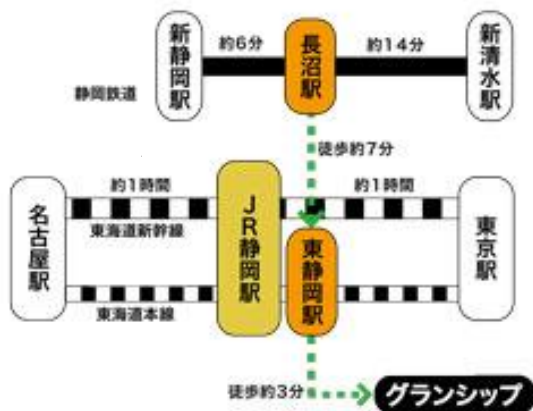 新静岡駅
約6分
長沼駅
約14分
新清水駅
静岡鉄道
徒歩約7分
名古屋駅
約1時間
東海道新幹線
JR静岡駅
約1時間
東静岡駅
東京駅
東海道本線
徒歩約3分
グランシップ